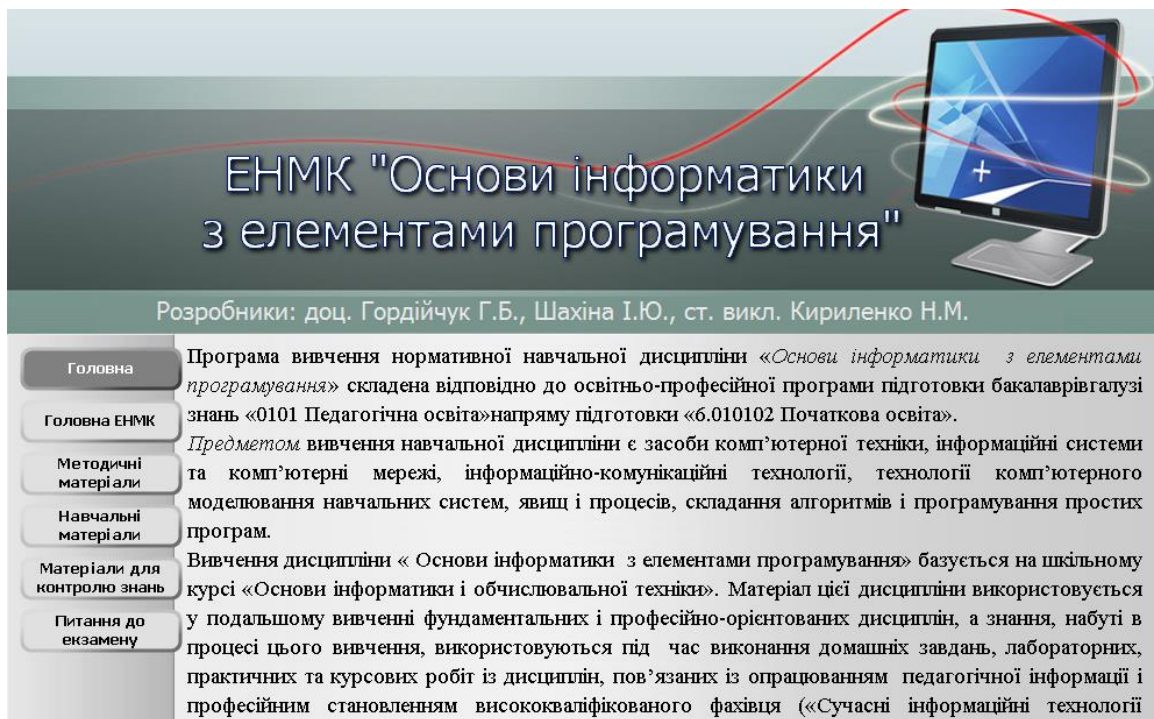 ЕНМК "Основи інформатики
з елементами програмування"
Розробники: доц. Гордійчук Г.Б., Шахіна І.Ю., ст. викл. Кириленко Н.М.
Головна
Головна ЕНМК
Методичні
матеріали
Навчальні
матеріали
Матеріали для
контролю знань
Питання до
екзамену
Програма вивчення нормативної навчальної дисципліни «Основи інформатики з елементами
програмування» складена відповідно до освітньо-професійної програми підготовки бакалаврівгалузі
знань «0101 Педагогічна освіта»напряму підготовки «6.010102 Початкова освіта».
Предметом вивчення навчальної дисципліни є засоби комп’ютерної техніки, інформаційні системи
та комп’ютерні мережі, інформаційно-комунікаційні технології, технології комп’ютерного
моделювання навчальних систем, явищ і процесів, складання алгоритмів і програмування простих
програм.
Вивчення дисципліни « Основи інформатики з елементами програмування» базується на шкільному
курсі «Основи інформатики і обчислювальної техніки». Матеріал цієї дисципліни використовується
у подальшому вивченні фундаментальних і професійно-орієнтованих дисциплін, а знання, набуті в
процесі цього вивчення, використовуються під час виконання домашніх завдань, лабораторних,
практичних та курсових робіт із дисциплін, пов’язаних із опрацюванням педагогічної інформації і
професійним становленням висококваліфікованого фахівця («Сучасні інформаційні технології